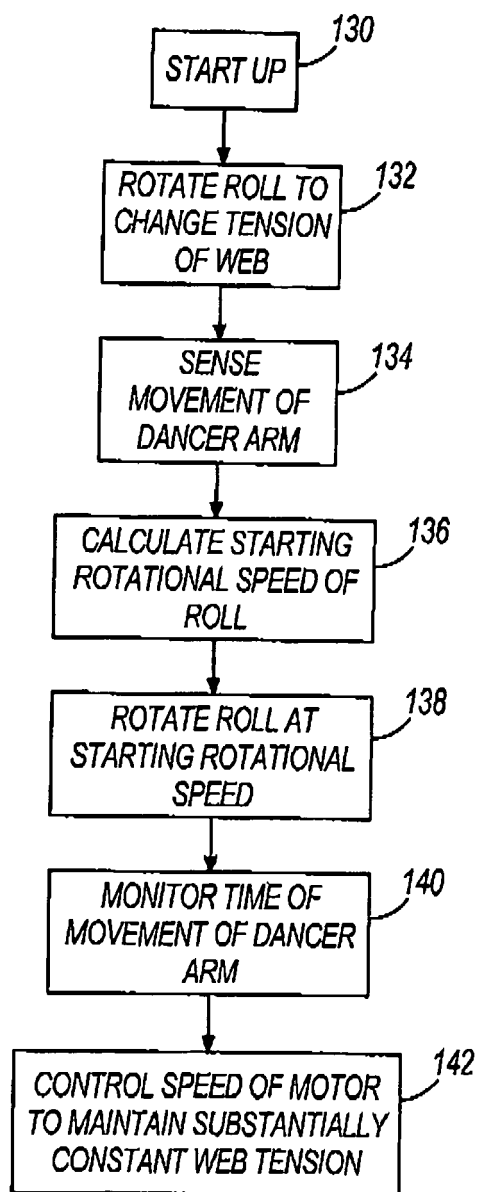 130
START UP
132
ROTATE ROLL TO
CHANGE TENSION
OF WEB
134
SENSE
MOVEMENT OF
DANCER ARM
136
CALCULATE STARTING
ROTATIONAL SPEED OF
ROLL
138
ROTATE ROLL AT
STARTING ROTATIONAL
SPEED
140
MONITOR TIME OF
MOVEMENT OF DANCER
ARM
142
CONTROL SPEED OF MOTOR
TO MAINTAIN SUBSTANTIALLY
CONSTANT WEB TENSION